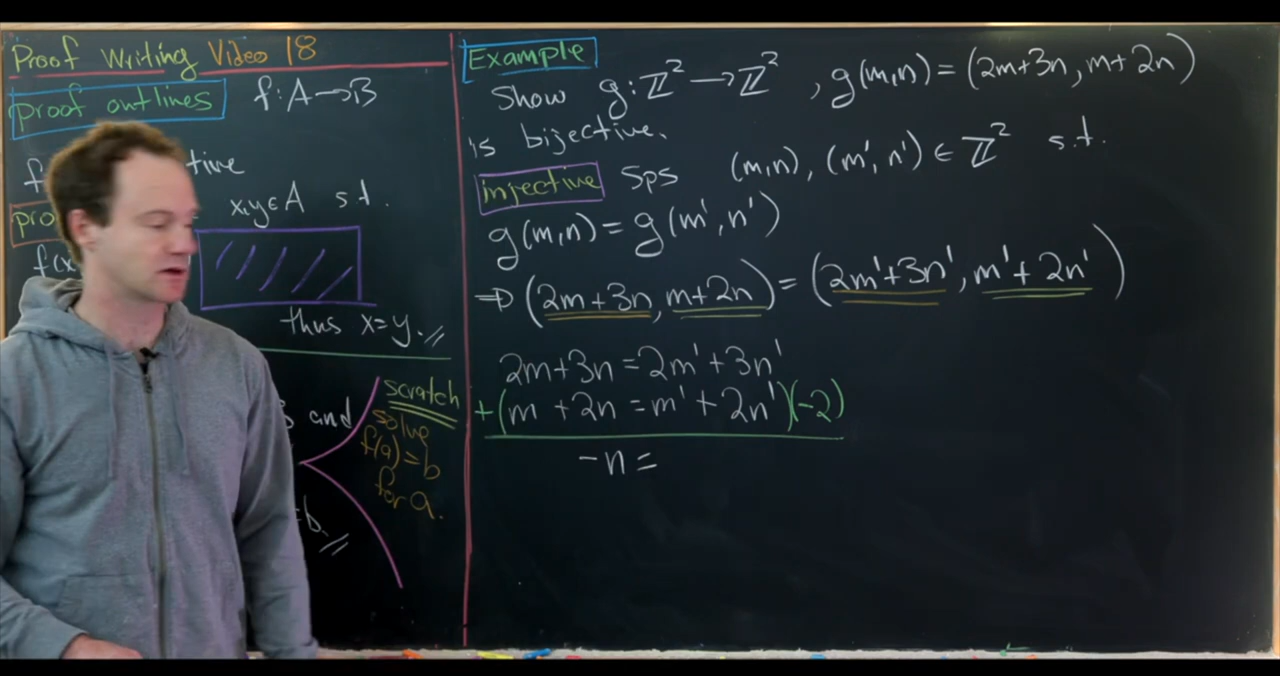 Proof Writing Video 18
proof outlines
f: A→B
tive
x,y∈A s.t.
thus x=y.
and
scratch
solve
f(a)=b
for a.
=b.
Example
Show g: ℤ² → ℤ² , g(m,n)=(2m+3n, m+2n)
is bijective.
injective Sps (m,n), (m', n') ∈ ℤ² s.t.
g(m,n) = g(m', n')
⇒ (2m+3n, m+2n) = (2m'+3n', m'+2n')
2m+3n = 2m'+3n'
+(m+2n = m'+2n')(-2)
-n =